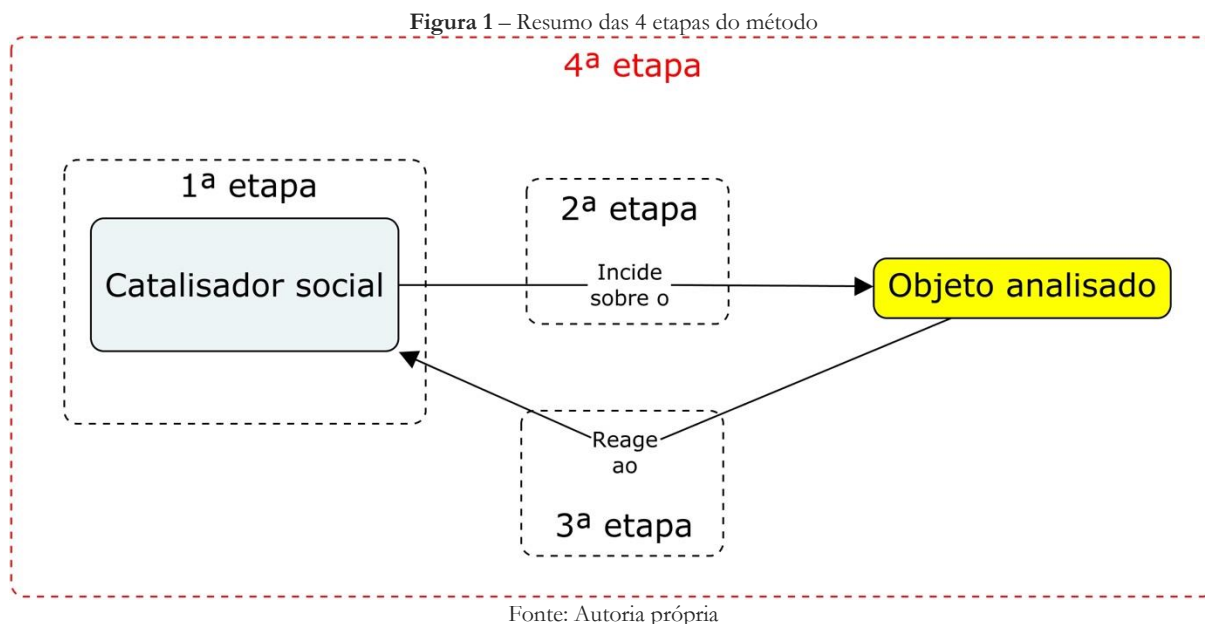 Figura 1 – Resumo das 4 etapas do método
4ª etapa
1ª etapa
Catalisador social
2ª etapa
Incide
sobre o
Objeto analisado
Reage
ao
3ª etapa
Fonte: Autoria própria